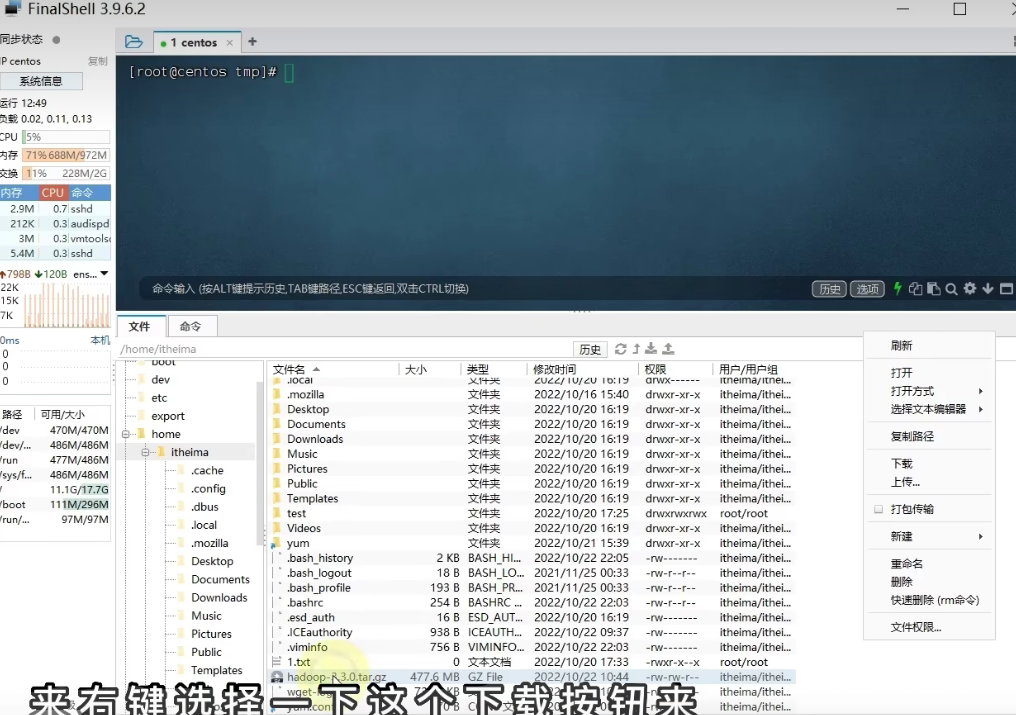 FinalShell 3.9.6.2
同步状态
IP centos 复制
系统信息
运行 12:49
负载 0.02, 0.11, 0.13
CPU 5%
内存 71% 688M/972M
交换 11% 228M/2G
内存 CPU 命令
2.9M 0.7 sshd
212K 0.3 audispd
3M 0.3 vmtools
5.4M 0.3 sshd
798B 120B ens...
22K
15K
7K
0ms 本机
0
0
0
路径 可用/大小
/dev 470M/470M
/dev/... 486M/486M
/run 477M/486M
/sys/f... 486M/486M
/ 11.1G/17.7G
/boot 111M/296M
/run/... 97M/97M
1 centos × +
[root@centos tmp]#
命令输入 (按ALT键提示历史,TAB键路径,ESC键返回,双击CTRL切换)
历史 选项
文件 命令
/home/itheima 历史
boot
dev
etc
export
home
itheima
.cache
.config
.dbus
.local
.mozilla
Desktop
Documents
Downloads
Music
Pictures
Public
Templates
文件名 大小 类型 修改时间 权限 用户/用户组
.local 文件夹 2022/10/20 16:19 drwx------ itheima/ithei...
.mozilla 文件夹 2022/10/16 15:40 drwxr-xr-x itheima/ithei...
Desktop 文件夹 2022/10/20 16:19 drwxr-xr-x itheima/ithei...
Documents 文件夹 2022/10/20 16:19 drwxr-xr-x itheima/ithei...
Downloads 文件夹 2022/10/20 16:19 drwxr-xr-x itheima/ithei...
Music 文件夹 2022/10/20 16:19 drwxr-xr-x itheima/ithei...
Pictures 文件夹 2022/10/20 16:19 drwxr-xr-x itheima/ithei...
Public 文件夹 2022/10/20 16:19 drwxr-xr-x itheima/ithei...
Templates 文件夹 2022/10/20 16:19 drwxr-xr-x itheima/ithei...
test 文件夹 2022/10/20 17:25 drwxrwxrwx root/root
Videos 文件夹 2022/10/20 16:19 drwxr-xr-x itheima/ithei...
yum 文件夹 2022/10/21 15:39 drwxr-xr-x itheima/ithei...
.bash_history 2 KB BASH_HI... 2022/10/22 22:05 -rw------- itheima/ithei...
.bash_logout 18 B BASH_LO... 2021/11/25 00:33 -rw-r--r-- itheima/ithei...
.bash_profile 193 B BASH_PR... 2021/11/25 00:33 -rw-r--r-- itheima/ithei...
.bashrc 254 B BASHRC ... 2022/10/22 22:03 -rw-r--r-- itheima/ithei...
.esd_auth 16 B ESD_AUT... 2022/10/20 16:19 -rw------- itheima/ithei...
.ICEauthority 938 B ICEAUTH... 2022/10/22 09:37 -rw------- itheima/ithei...
.viminfo 756 B VIMINFO... 2022/10/22 22:03 -rw------- itheima/ithei...
1.txt 0 文本文档 2022/10/20 17:33 -rwxr-x--x root/root
hadoop-3.3.0.tar.gz 477.6 MB GZ File 2022/10/22 10:44 -rw-rw-r-- itheima/ithei...
刷新
打开
打开方式
选择文本编辑器
复制路径
下载
上传...
打包传输
新建
重命名
删除
快速删除 (rm命令)
文件权限...
来右键选择一下这个下载按钮来